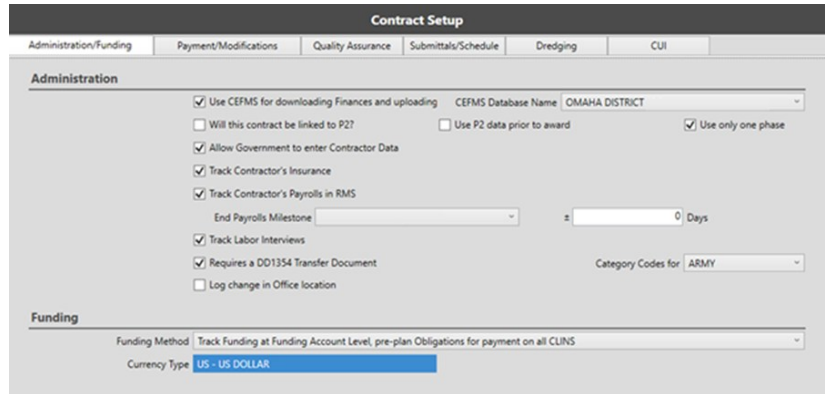 Contract Setup
Administration/Funding Payment/Modifications Quality Assurance Submittals/Schedule Dredging CUI
Administration
Use CEFMS for downloading Finances and uploading CEFMS Database Name OMAHA DISTRICT
Will this contract be linked to P2? Use P2 data prior to award Use only one phase
Allow Government to enter Contractor Data
Track Contractor's Insurance
Track Contractor's Payrolls in RMS
End Payrolls Milestone ± 0 Days
Track Labor Interviews
Requires a DD1354 Transfer Document Category Codes for ARMY
Log change in Office location
Funding
Funding Method Track Funding at Funding Account Level, pre-plan Obligations for payment on all CLINS
Currency Type US - US DOLLAR